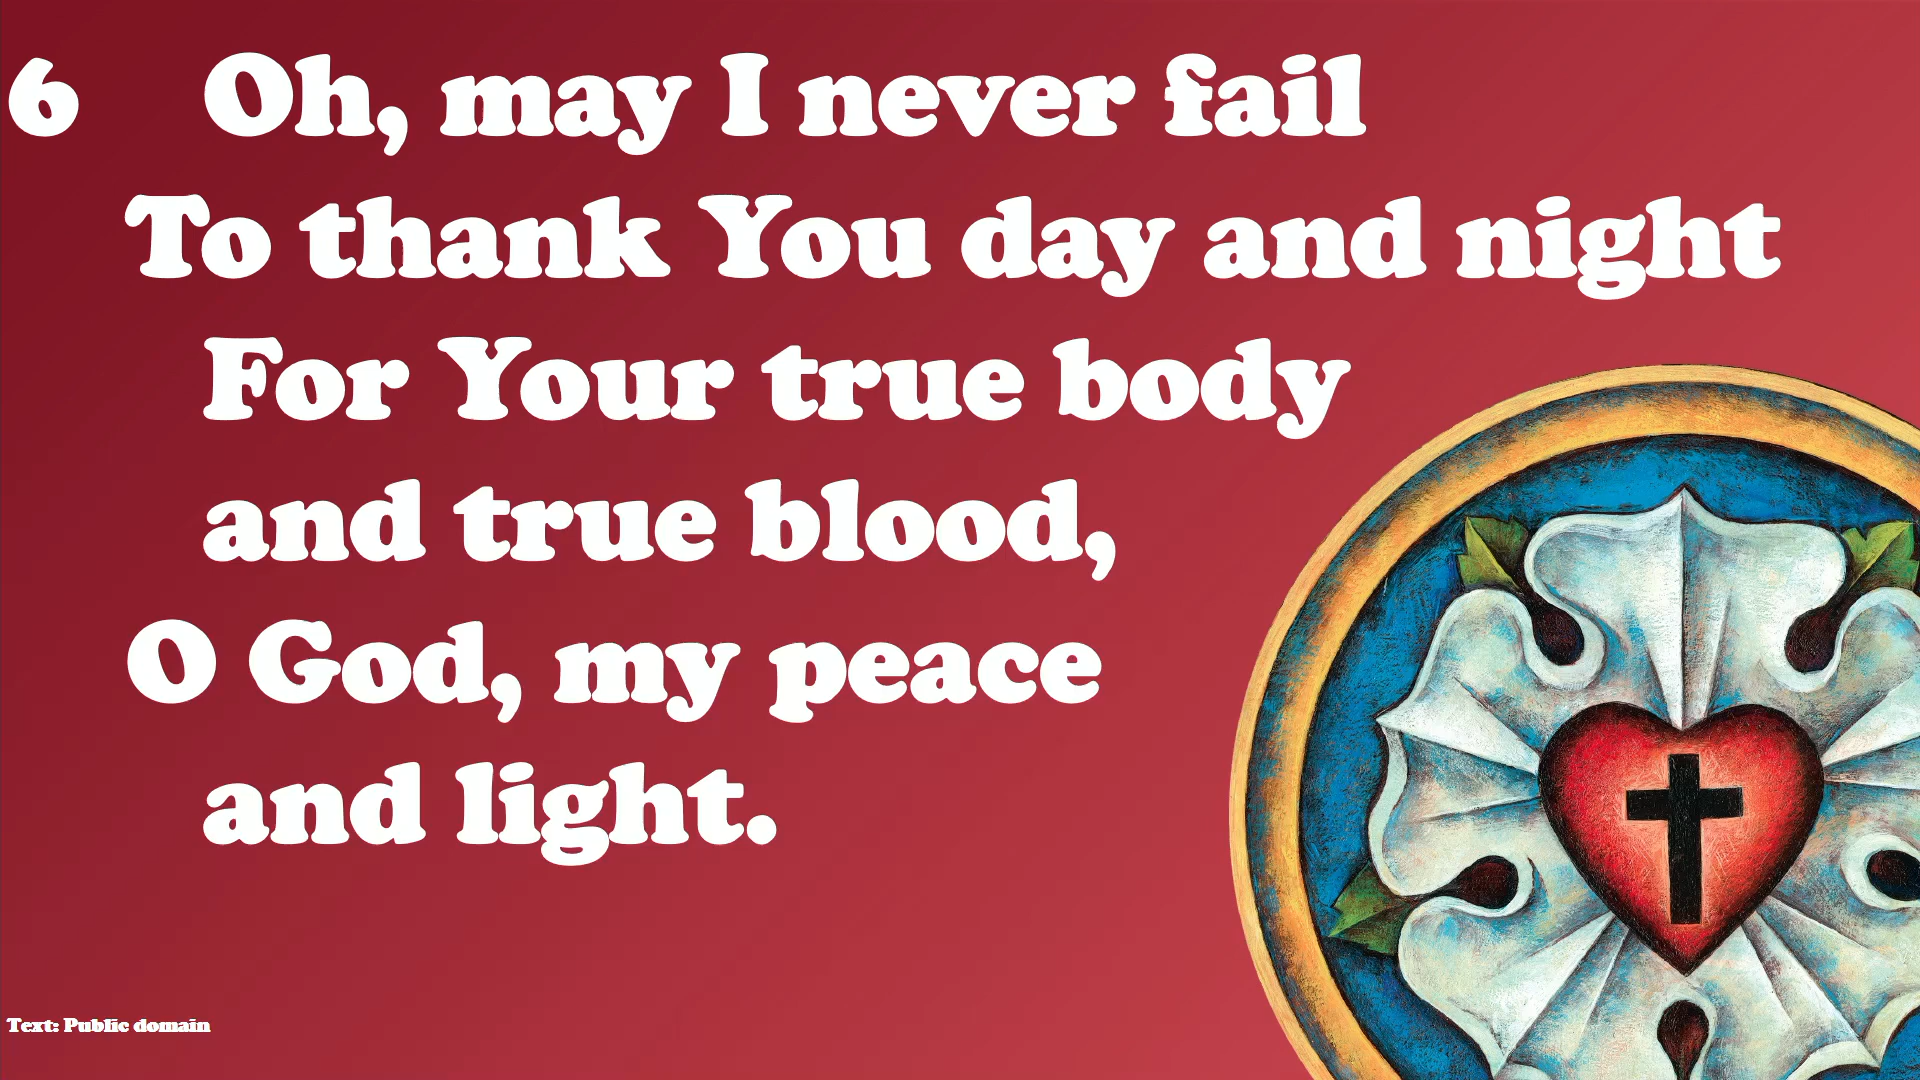 6 Oh, may I never fail
To thank You day and night
For Your true body
and true blood,
O God, my peace
and light.
Text: Public domain